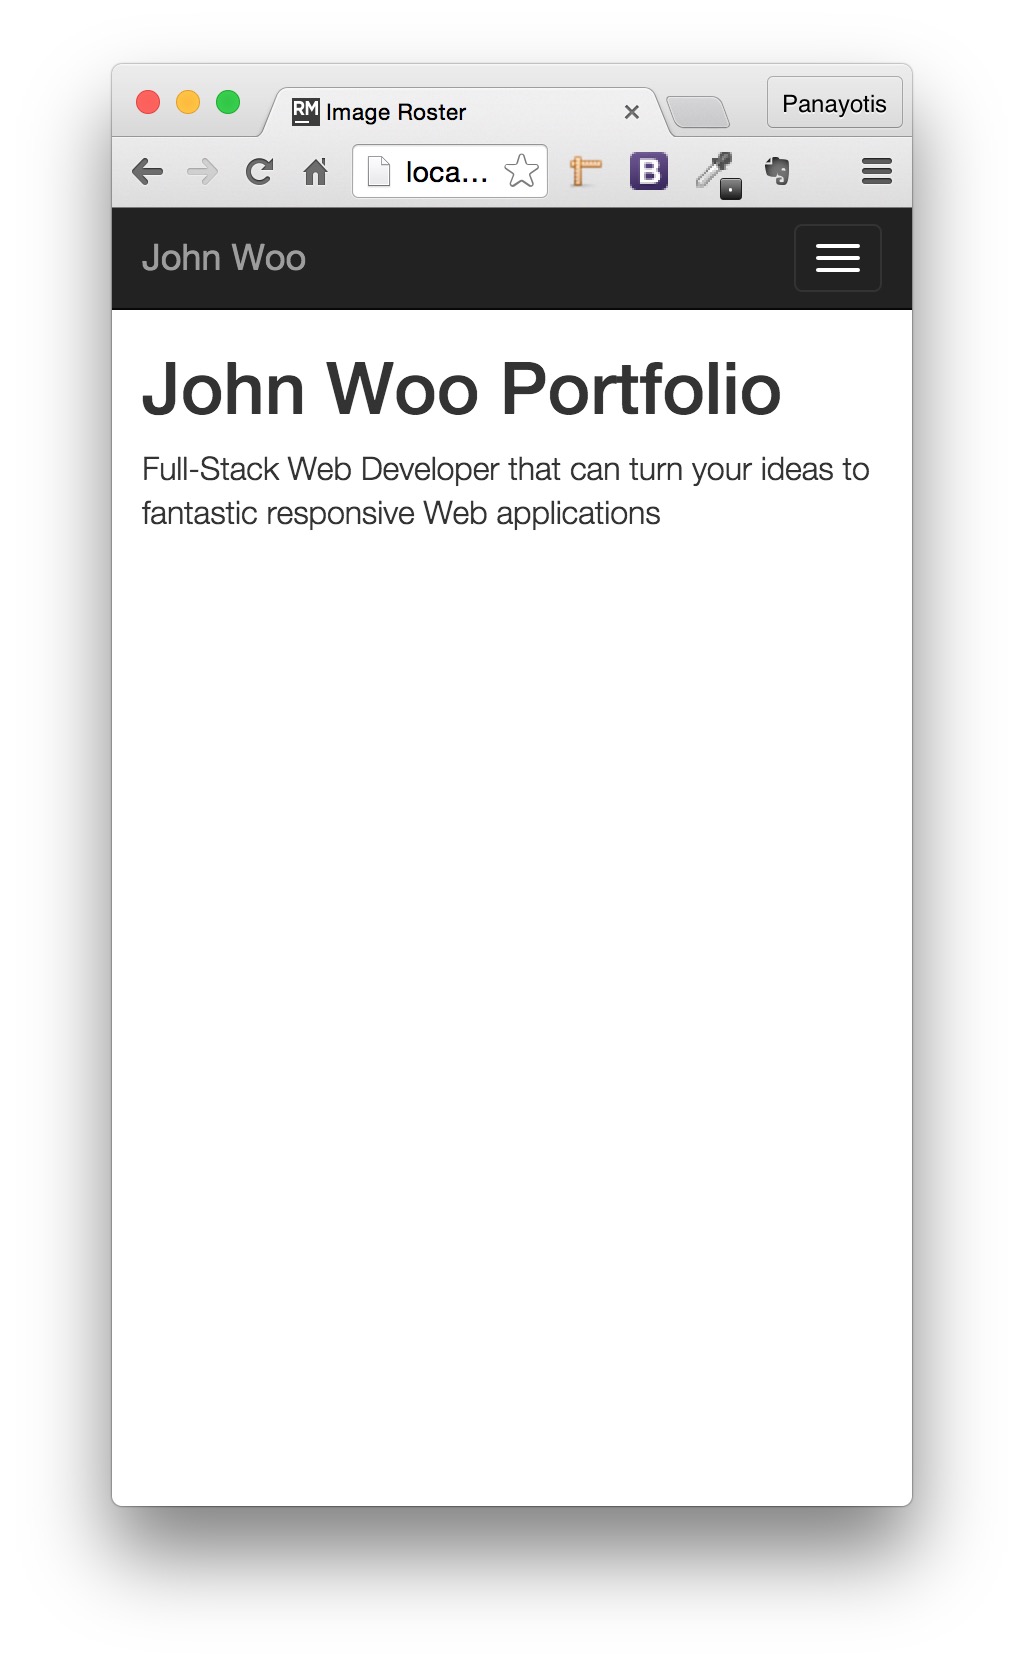 RM Image Roster
Panayotis
loca...
B
John Woo
John Woo Portfolio
Full-Stack Web Developer that can turn your ideas to
fantastic responsive Web applications